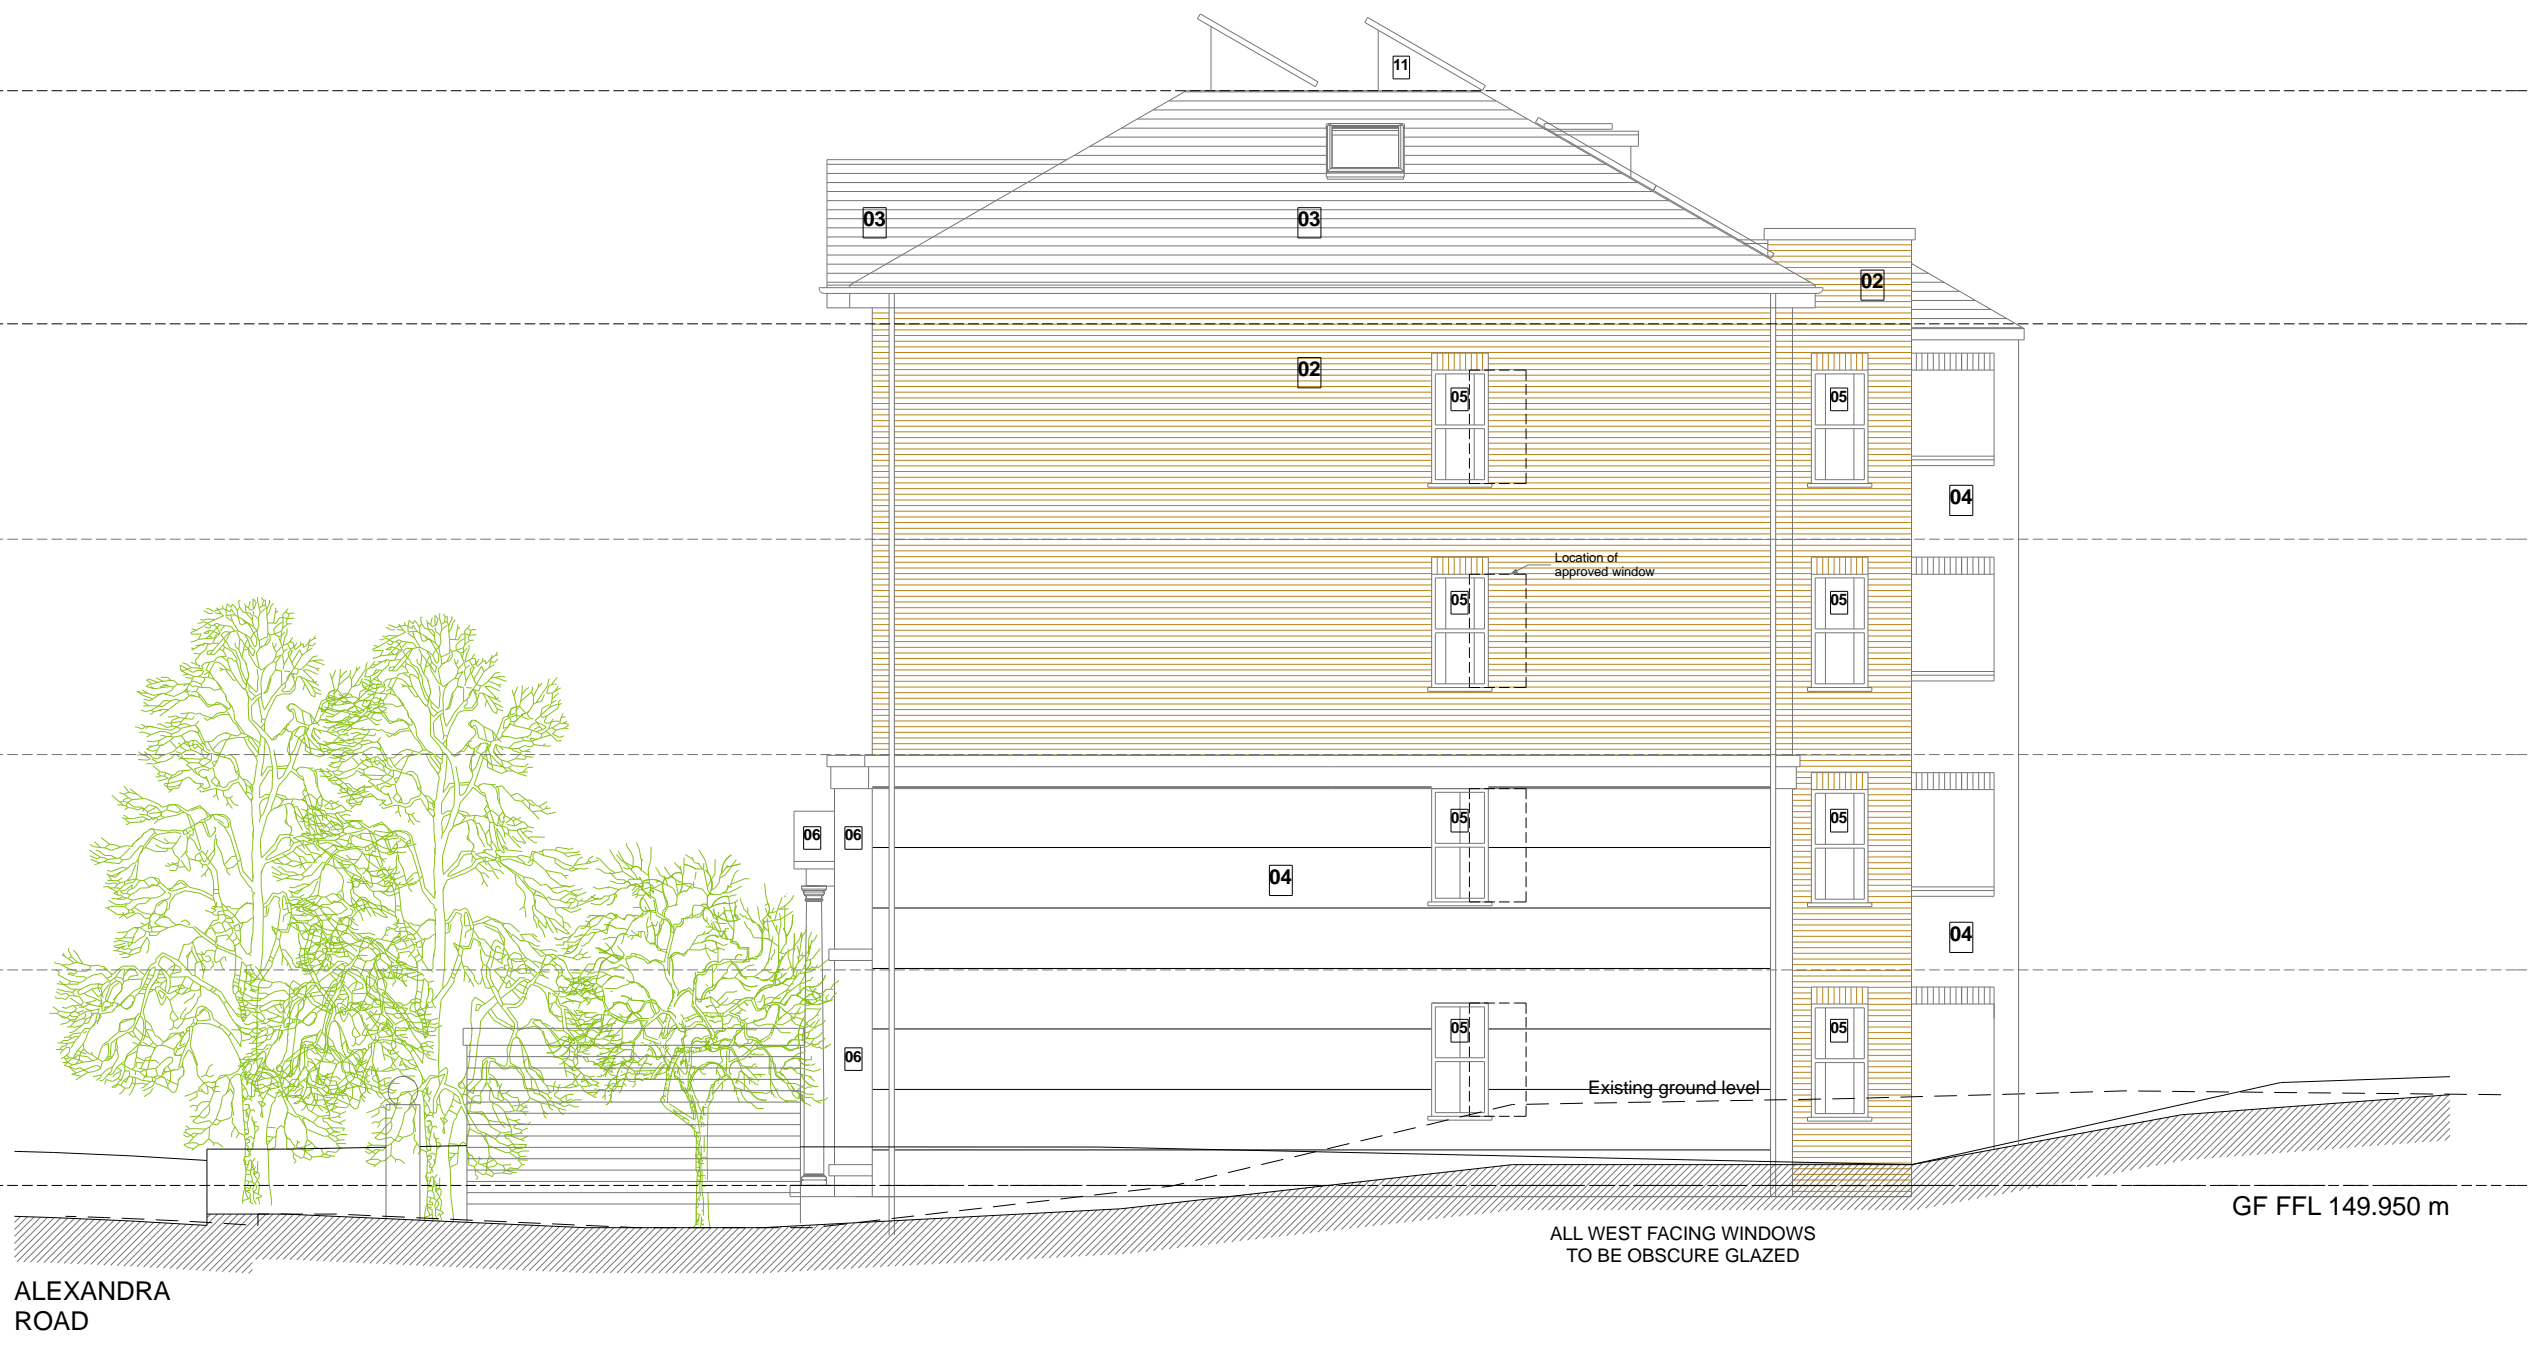 11
03
03
02
02
05
05
04
Location of
approved window
05
05
05
05
06
06
04
04
05
05
06
Existing ground level
GF FFL 149.950 m
ALL WEST FACING WINDOWS
TO BE OBSCURE GLAZED
ALEXANDRA
ROAD